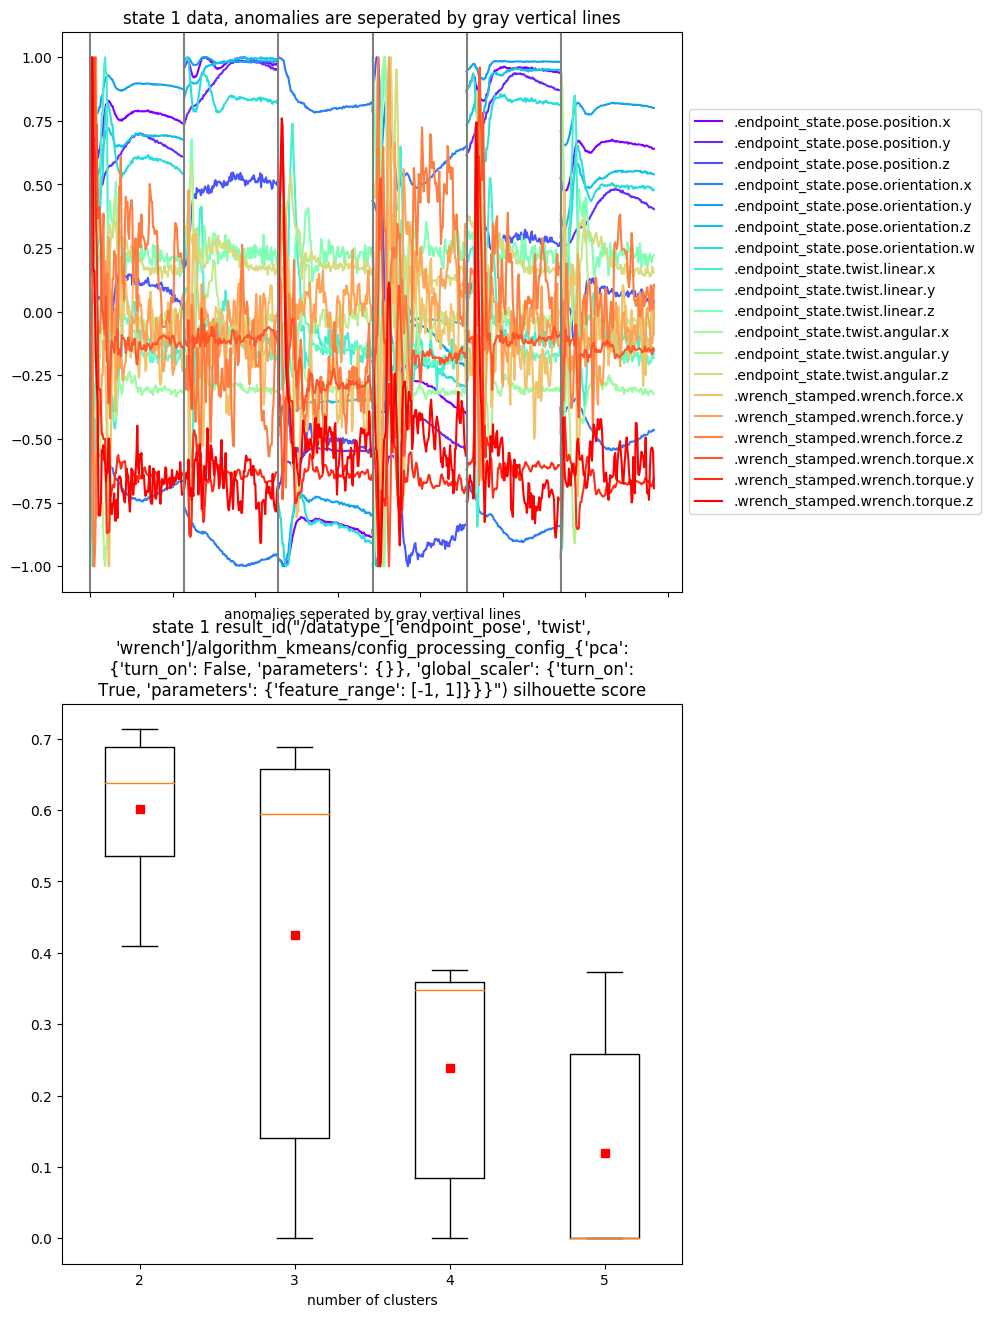 state 1 data, anomalies are seperated by gray vertical lines
1.00
0.75
0.50
0.25
0.00
−0.25
−0.50
−0.75
−1.00
.endpoint_state.pose.position.x
.endpoint_state.pose.position.y
.endpoint_state.pose.position.z
.endpoint_state.pose.orientation.x
.endpoint_state.pose.orientation.y
.endpoint_state.pose.orientation.z
.endpoint_state.pose.orientation.w
.endpoint_state.twist.linear.x
.endpoint_state.twist.linear.y
.endpoint_state.twist.linear.z
.endpoint_state.twist.angular.x
.endpoint_state.twist.angular.y
.endpoint_state.twist.angular.z
.wrench_stamped.wrench.force.x
.wrench_stamped.wrench.force.y
.wrench_stamped.wrench.force.z
.wrench_stamped.wrench.torque.x
.wrench_stamped.wrench.torque.y
.wrench_stamped.wrench.torque.z
anomalies seperated by gray vertival lines
state 1 result_id("/datatype_['endpoint_pose', 'twist',
'wrench']/algorithm_kmeans/config_processing_config_{'pca':
{'turn_on': False, 'parameters': {}}, 'global_scaler': {'turn_on':
True, 'parameters': {'feature_range': [-1, 1]}}}") silhouette score
0.7
0.6
0.5
0.4
0.3
0.2
0.1
0.0
2 3 4 5
number of clusters